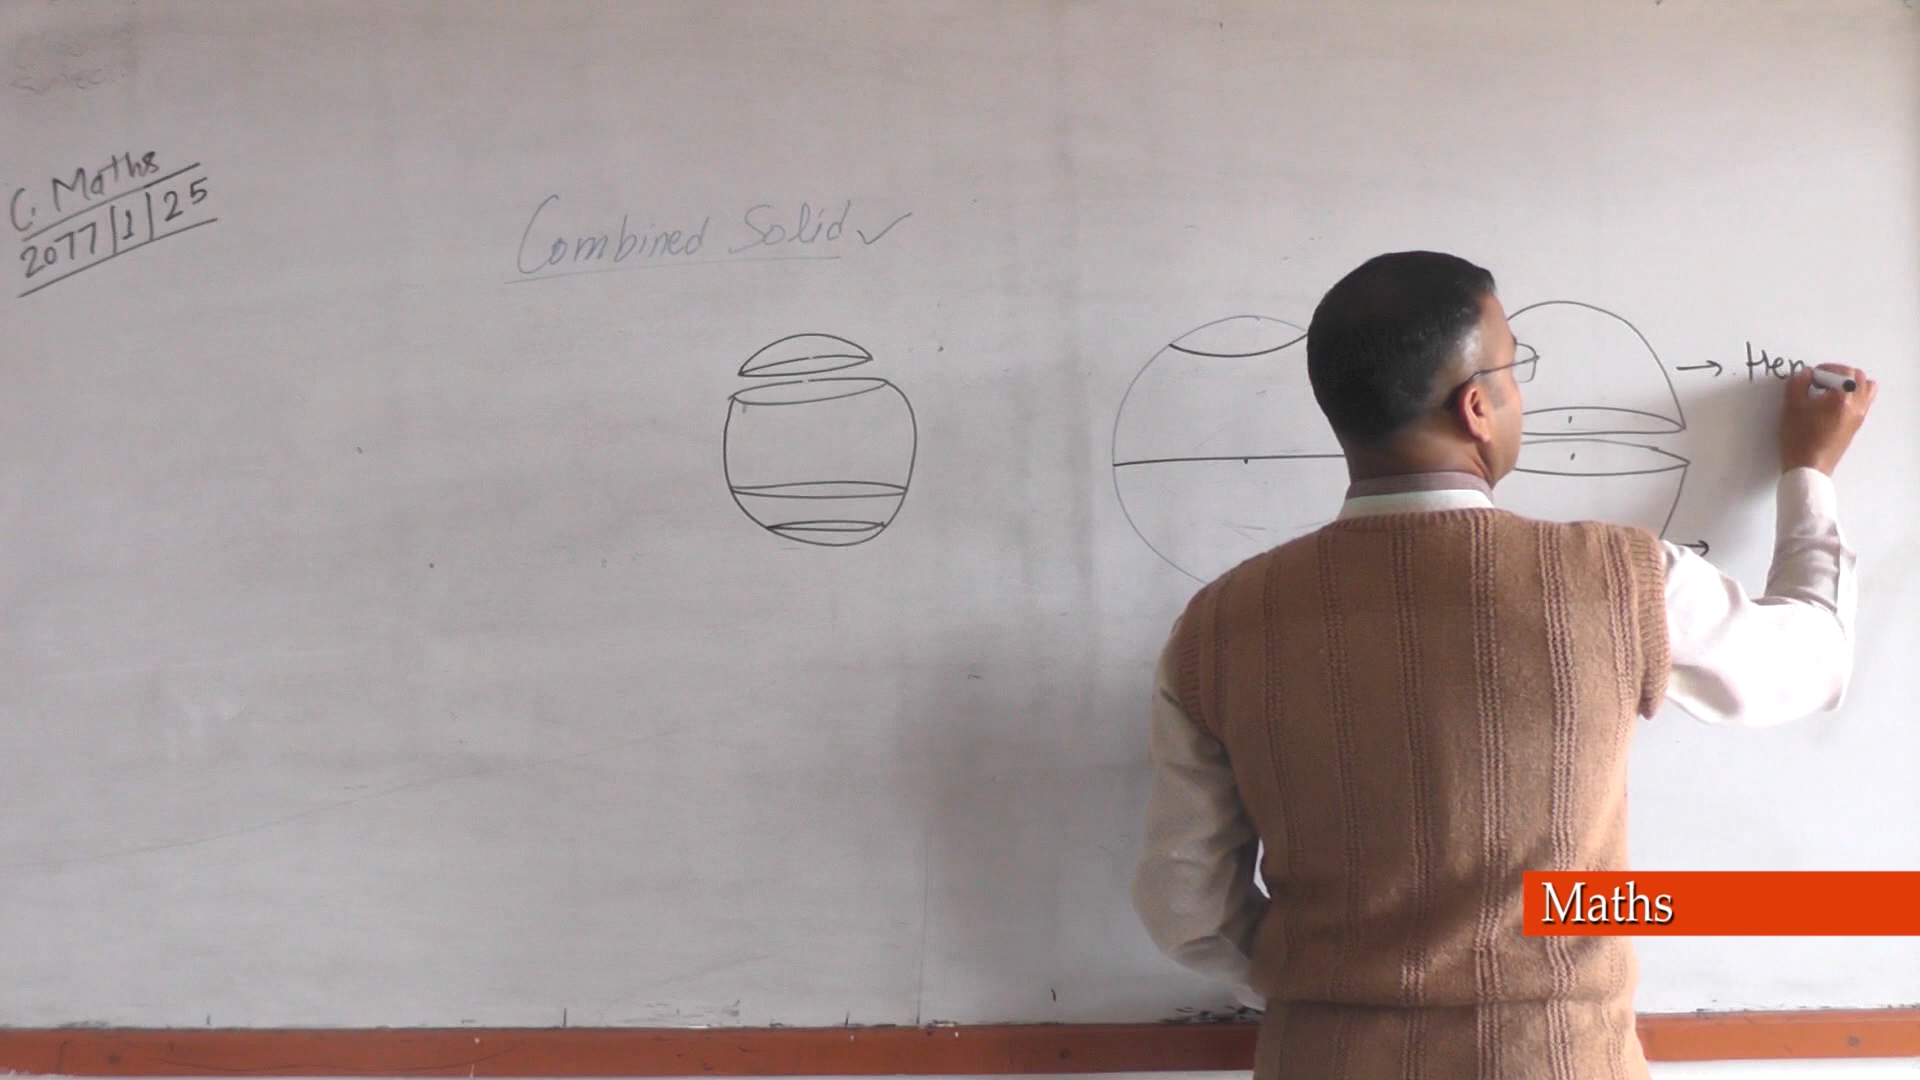 C. Maths
2077/1/25
Combined Solid
→ Hem
→
Maths